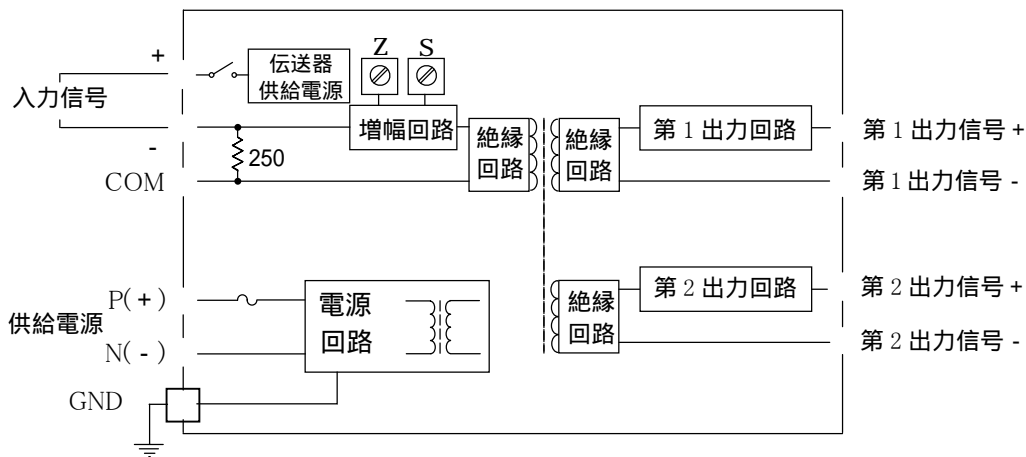 Z S
+
伝送器
供給電源
入力信号
増幅回路
-
250
絶縁
回路
絶縁
回路
第1出力回路
第1出力信号+
COM
第1出力信号-
P(+)
供給電源
N(-)
電源
回路
絶縁
回路
第2出力回路
第2出力信号+
第2出力信号-
GND